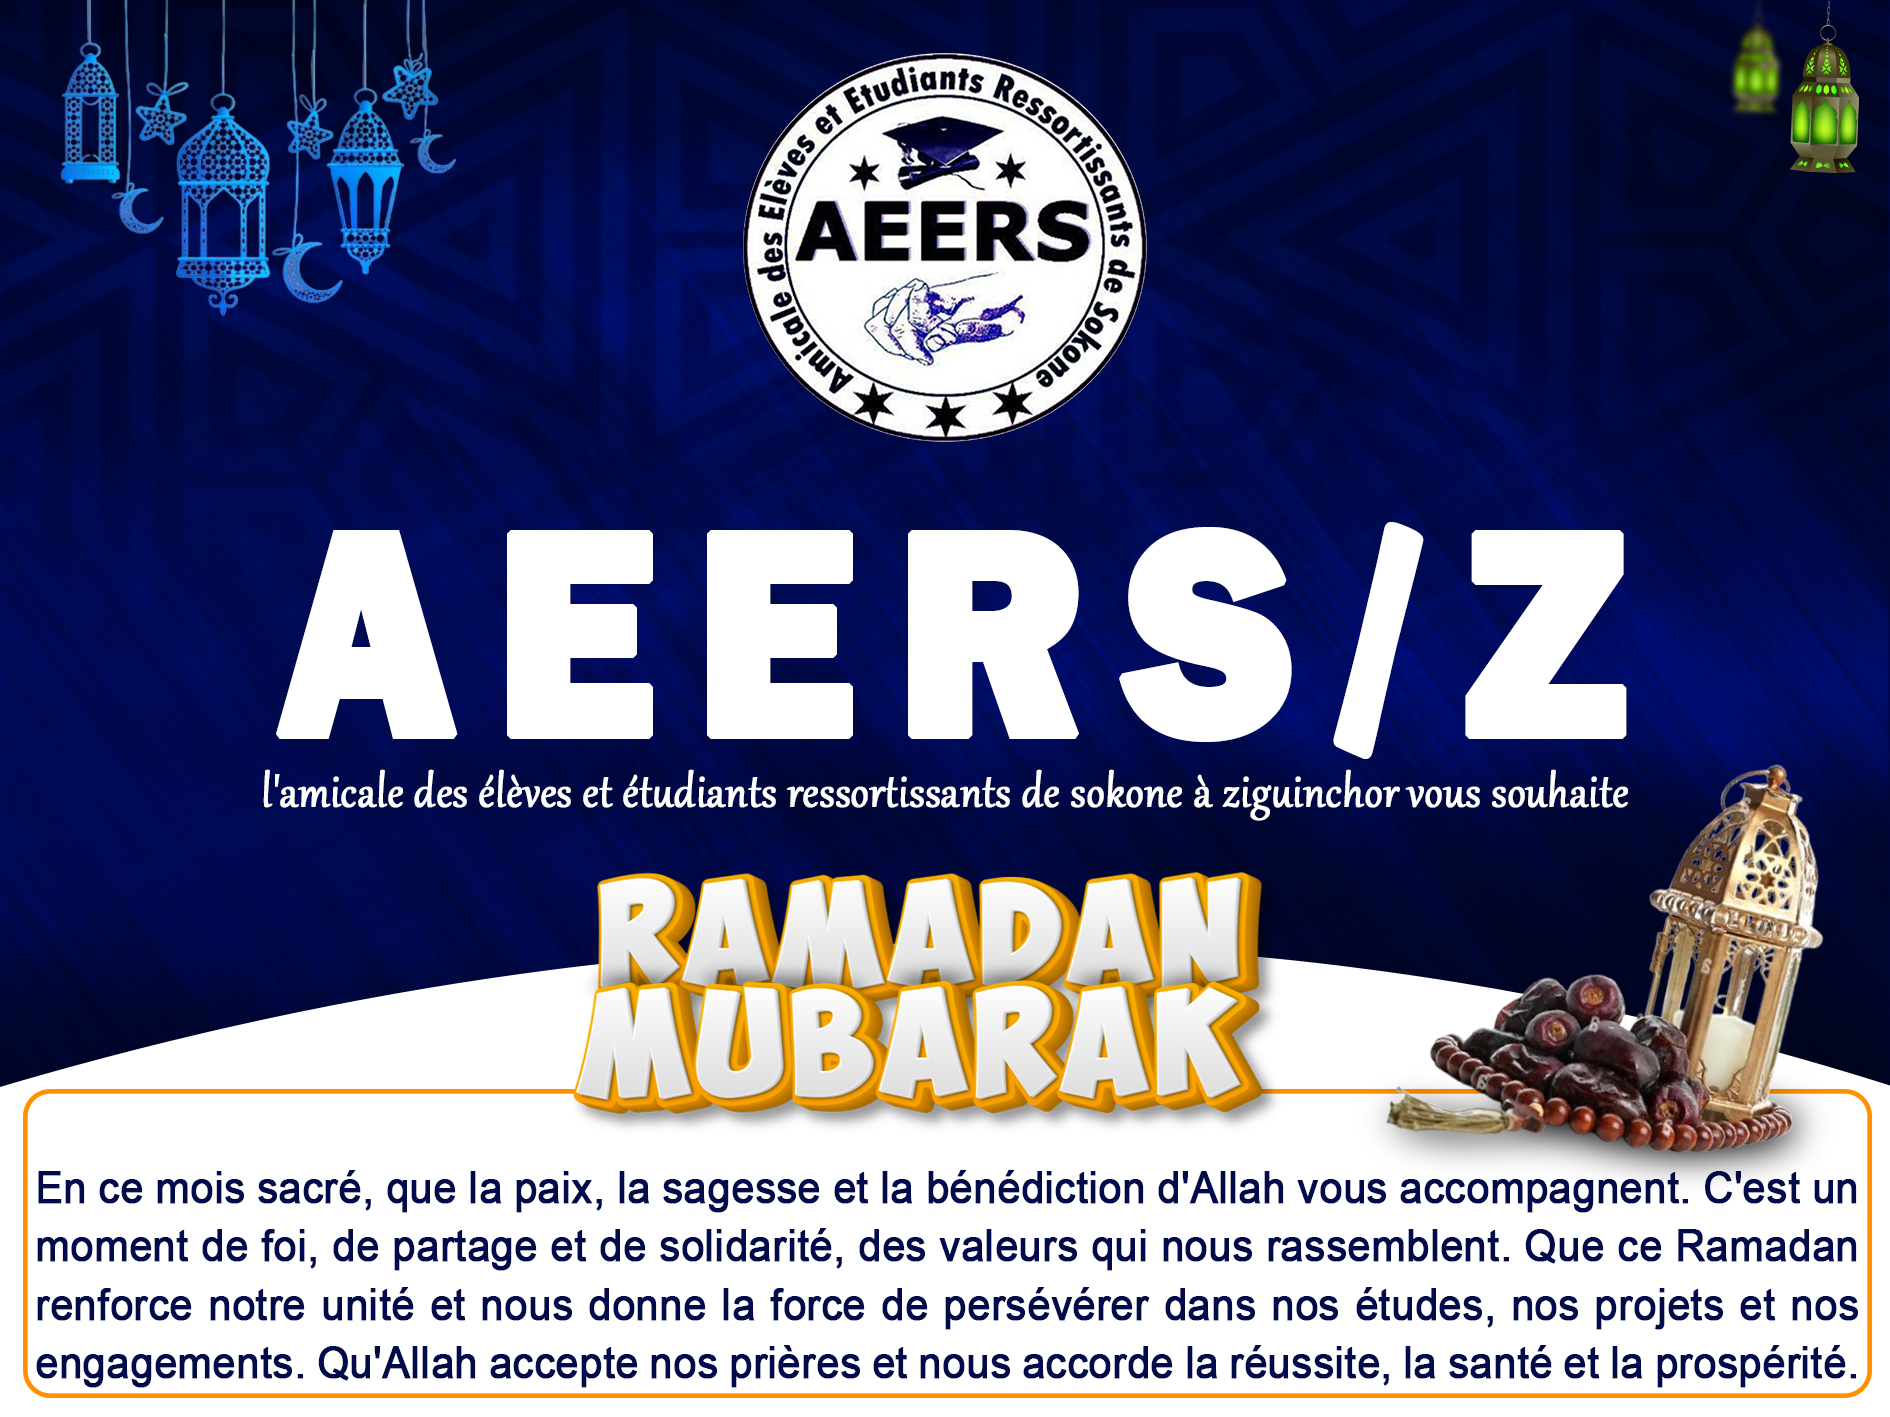 Amicale des Elèves et Etudiants Ressortissants de Sokone
AEERS
AEERS/Z
l'amicale des élèves et étudiants ressortissants de sokone à ziguinchor vous souhaite
RAMADAN
MUBARAK
En ce mois sacré, que la paix, la sagesse et la bénédiction d'Allah vous accompagnent. C'est un
moment de foi, de partage et de solidarité, des valeurs qui nous rassemblent. Que ce Ramadan
renforce notre unité et nous donne la force de persévérer dans nos études, nos projets et nos
engagements. Qu'Allah accepte nos prières et nous accorde la réussite, la santé et la prospérité.